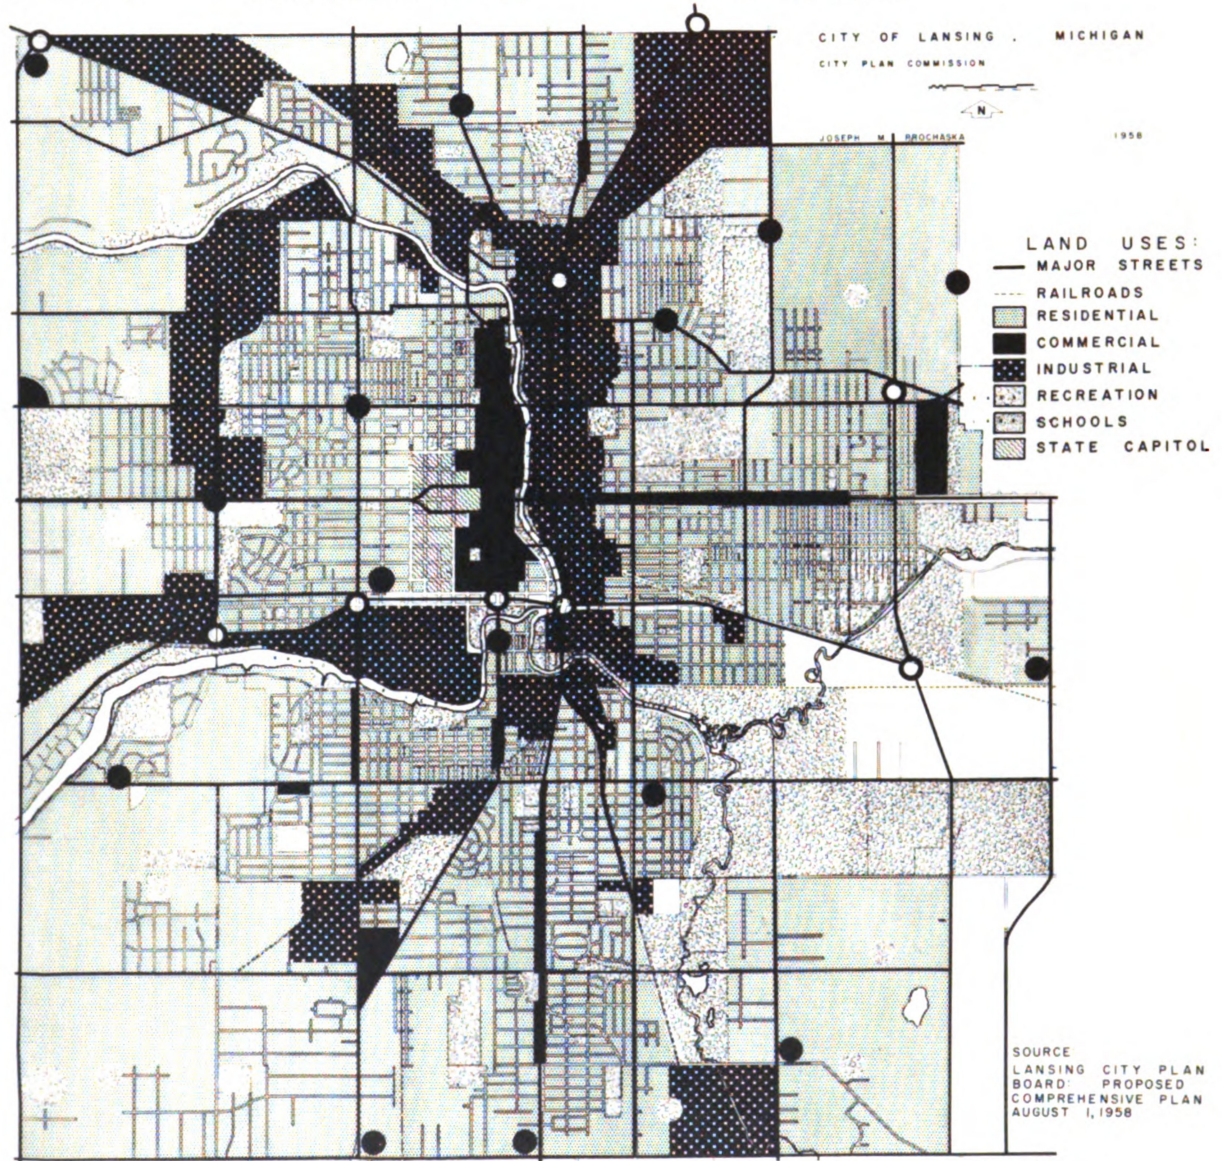 CITY OF LANSING , MICHIGAN
CITY PLAN COMMISSION
N
JOSEPH M BROCHASKA 1958
LAND USES:
MAJOR STREETS
RAILROADS
RESIDENTIAL
COMMERCIAL
INDUSTRIAL
RECREATION
SCHOOLS
STATE CAPITOL
SOURCE
LANSING CITY PLAN
BOARD: PROPOSED
COMPREHENSIVE PLAN
AUGUST 1, 1958